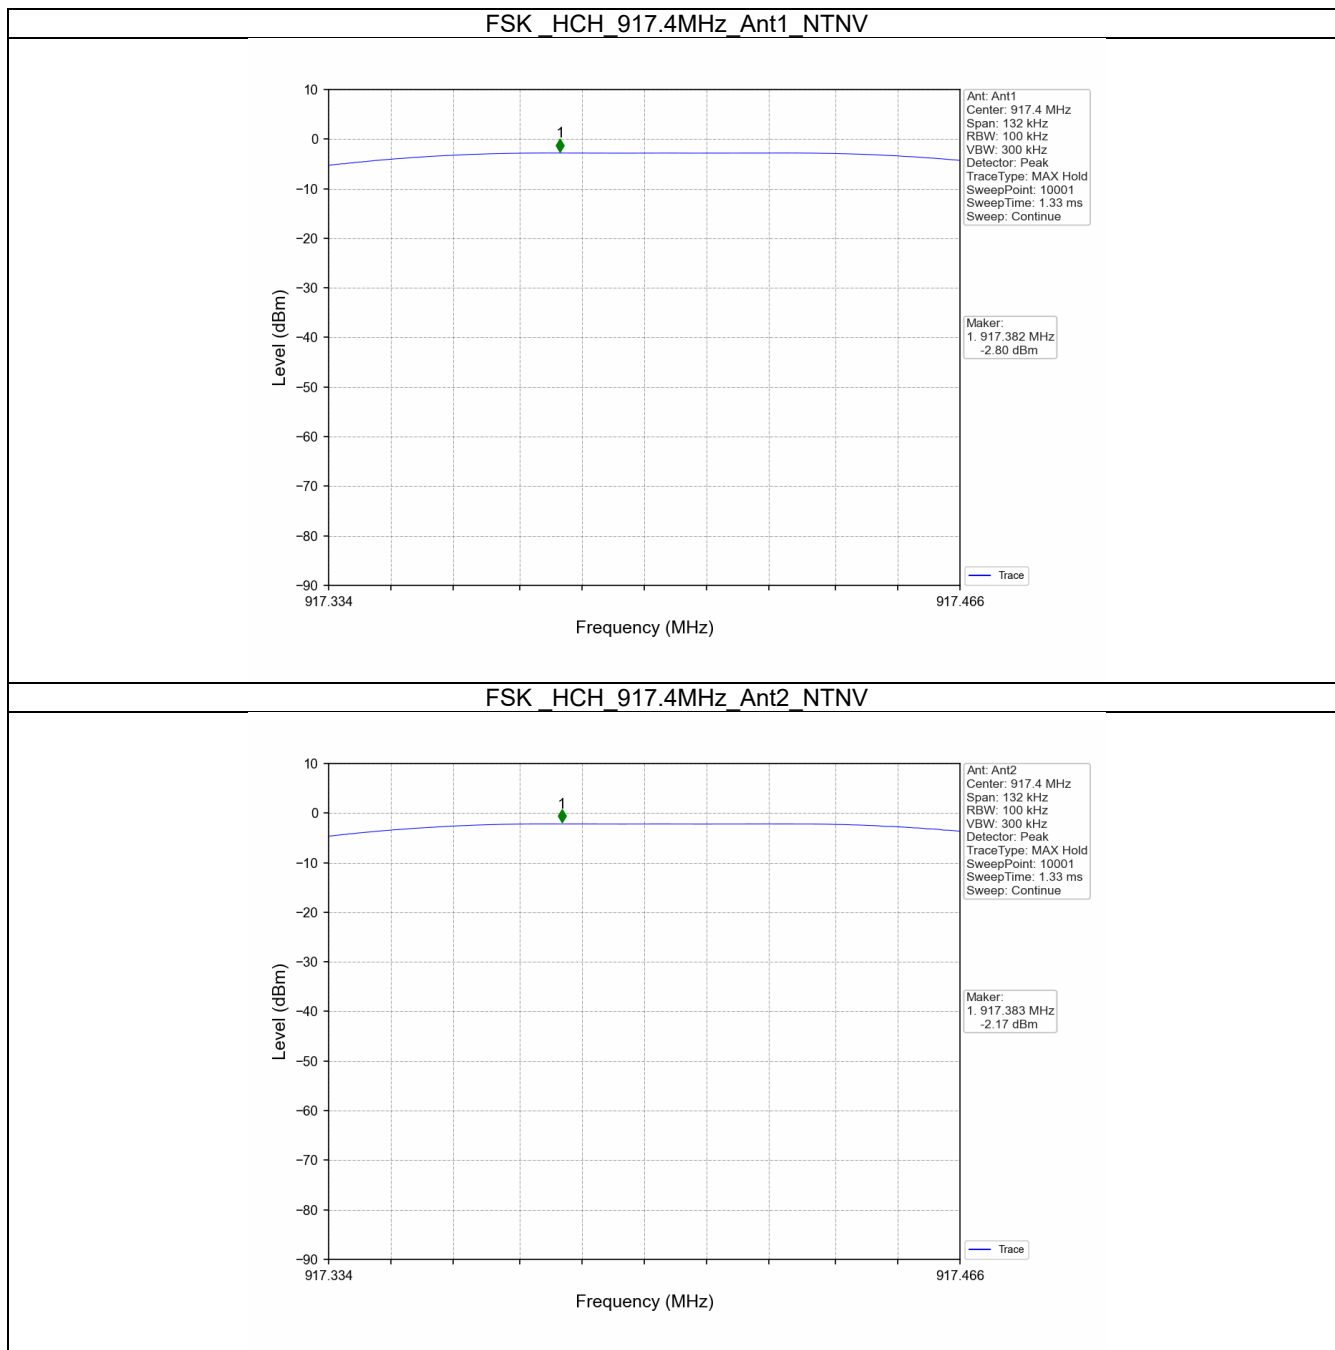 FSK _HCH_917.4MHz_Ant1_NTNV
10
0
−10
−20
−30
−40
−50
−60
−70
−80
−90
Level (dBm)
1
917.334
917.466
Frequency (MHz)
Ant: Ant1
Center: 917.4 MHz
Span: 132 kHz
RBW: 100 kHz
VBW: 300 kHz
Detector: Peak
TraceType: MAX Hold
SweepPoint: 10001
SweepTime: 1.33 ms
Sweep: Continue
Maker:
1. 917.382 MHz
-2.80 dBm
Trace
FSK _HCH_917.4MHz_Ant2_NTNV
10
0
−10
−20
−30
−40
−50
−60
−70
−80
−90
Level (dBm)
1
917.334
917.466
Frequency (MHz)
Ant: Ant2
Center: 917.4 MHz
Span: 132 kHz
RBW: 100 kHz
VBW: 300 kHz
Detector: Peak
TraceType: MAX Hold
SweepPoint: 10001
SweepTime: 1.33 ms
Sweep: Continue
Maker:
1. 917.383 MHz
-2.17 dBm
Trace